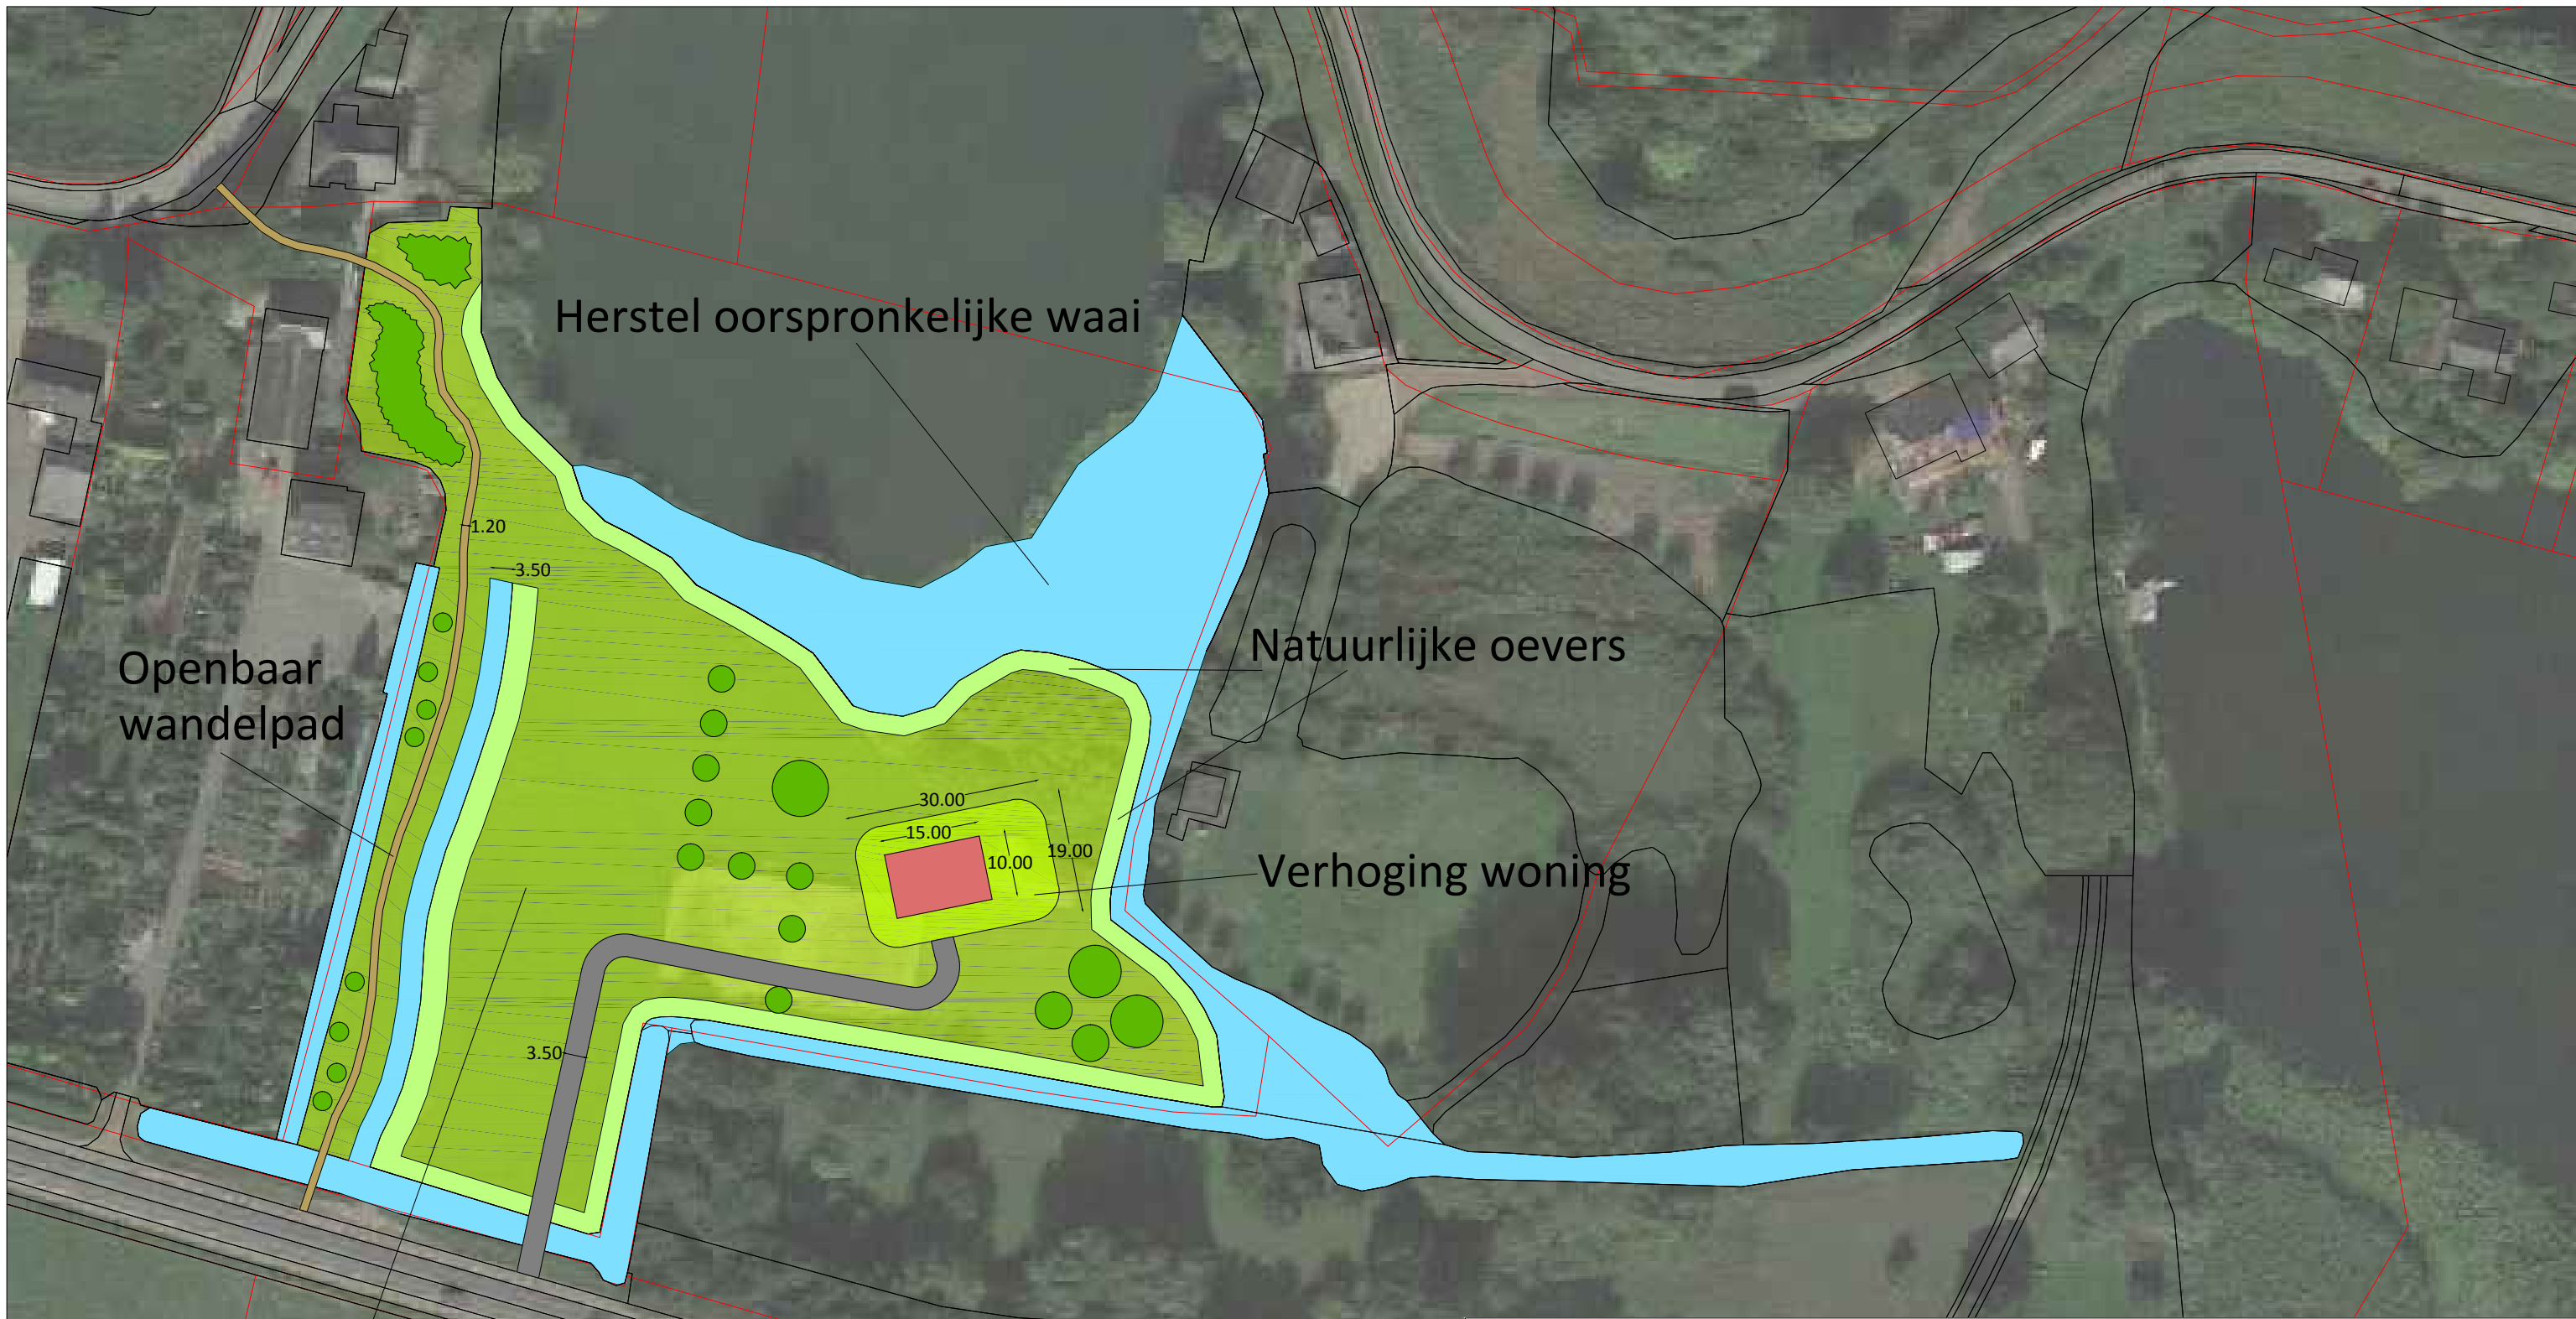 Herstel oorspronkelijke waai
1.20
3.50
Natuurlijke oevers
Openbaar
wandelpad
30.00
15.00
10.00
19.00
Verhoging woning
3.50